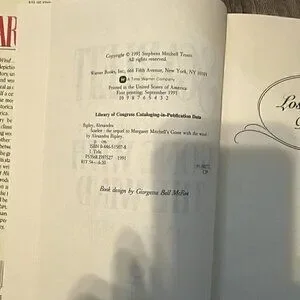 Copyright © 1991 Stephens Mitchell Trusts
All rights reserved.
Warner Books, Inc., 666 Fifth Avenue, New York, NY 10103
A Time Warner Company
Printed in the United States of America
First printing: September 1991
10 9 8 7 6 5 4 3 2
Library of Congress Cataloging-in-Publication Data
Ripley, Alexandra
Scarlett : the sequel to Margaret Mitchell's Gone with the wind /
by Alexandra Ripley.
p. cm.
ISBN 0-446-51507-8
I. Title.
PS3568.I597S27 1991
813'.54—dc20
CIP
Book design by Giorgetta Bell McRee
Los